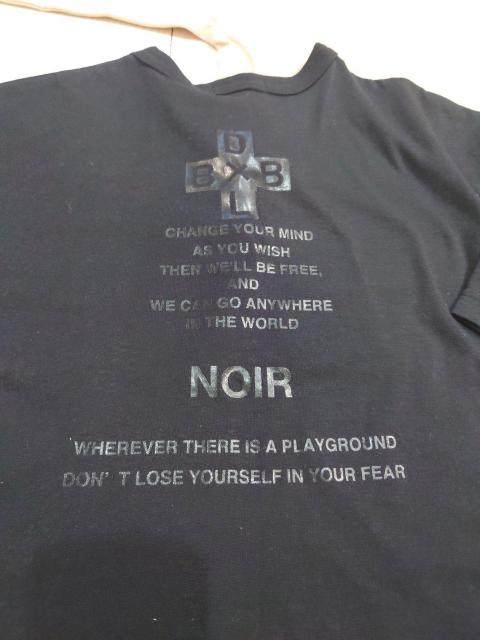 D
B X B
L
CHANGE YOUR MIND
AS YOU WISH
THEN WE'LL BE FREE,
AND
WE CAN GO ANYWHERE
IN THE WORLD
NOIR
WHEREVER THERE IS A PLAYGROUND
DON' T LOSE YOURSELF IN YOUR FEAR